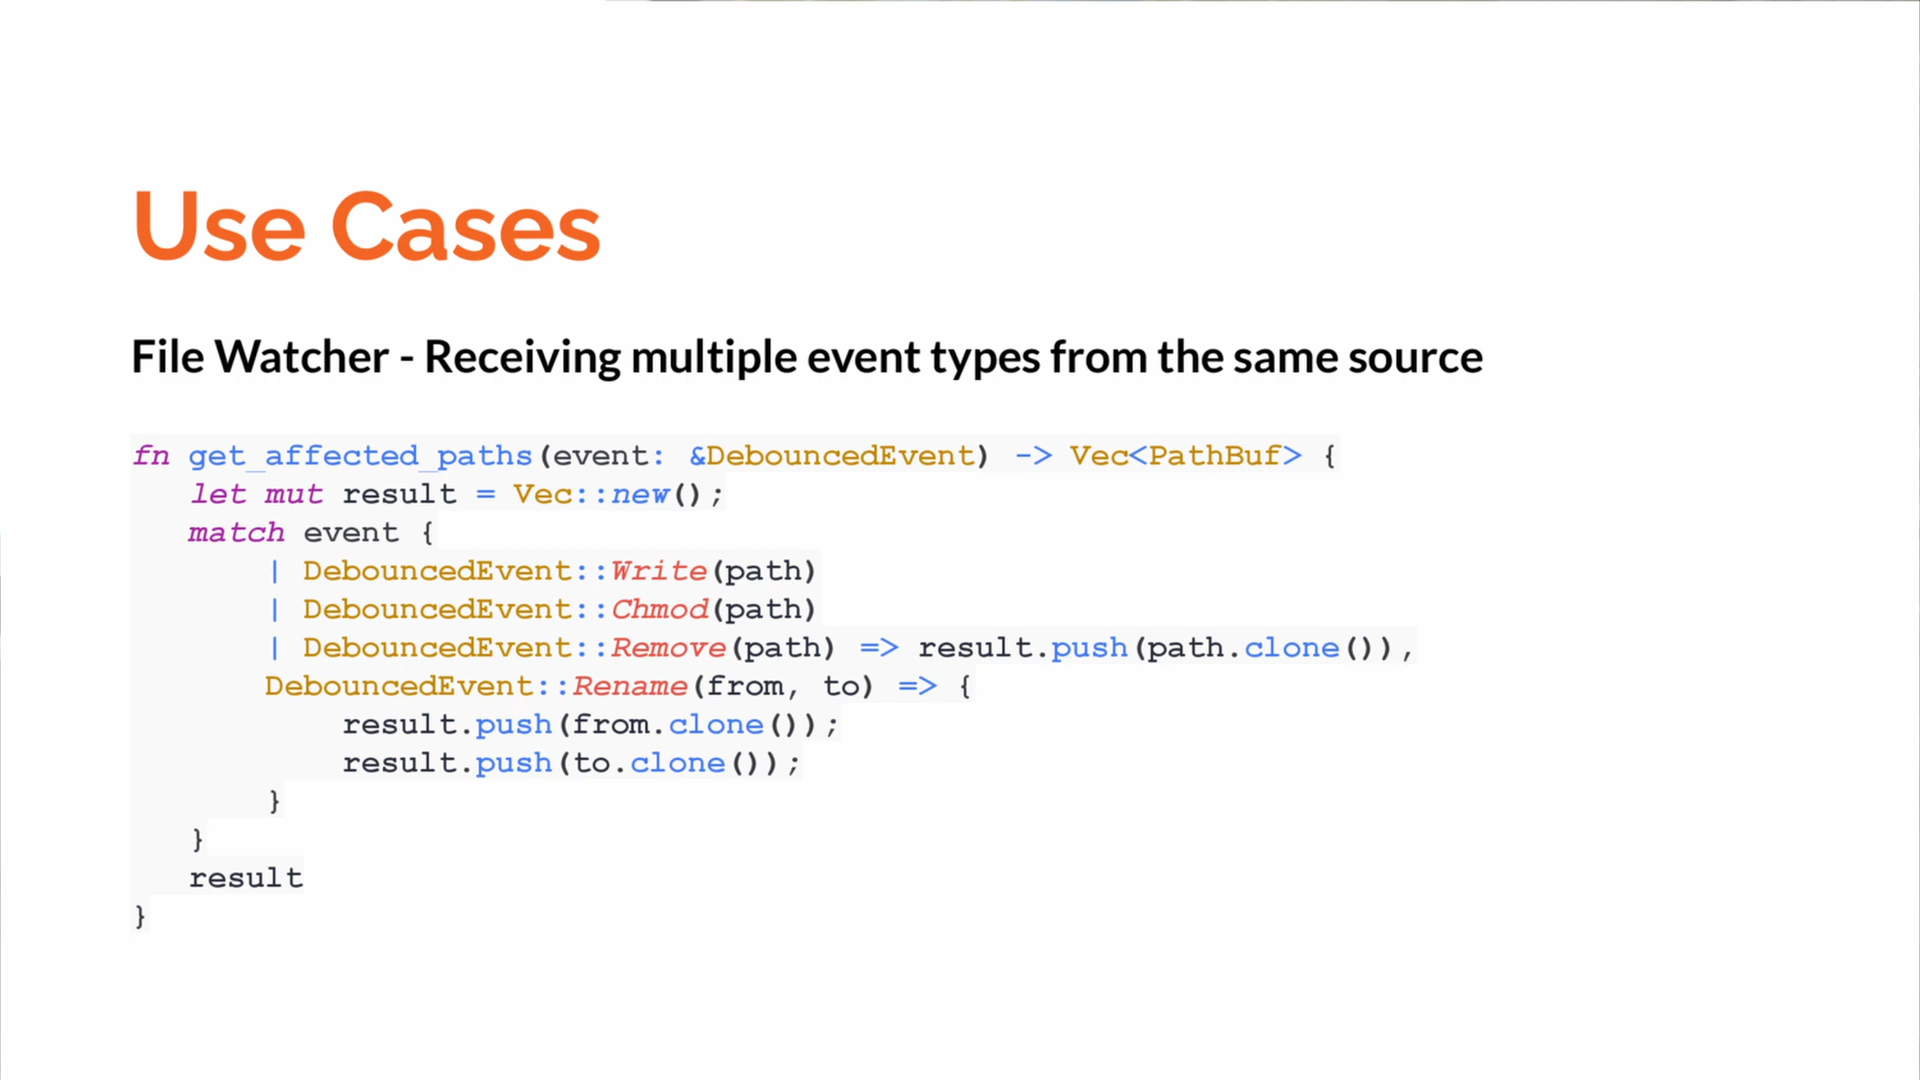 Use Cases
File Watcher - Receiving multiple event types from the same source
fn get_affected_paths(event: &DebouncedEvent) -> Vec<PathBuf> {
    let mut result = Vec::new();
    match event {
        | DebouncedEvent::Write(path)
        | DebouncedEvent::Chmod(path)
        | DebouncedEvent::Remove(path) => result.push(path.clone()),
        DebouncedEvent::Rename(from, to) => {
            result.push(from.clone());
            result.push(to.clone());
        }
    }
    result
}